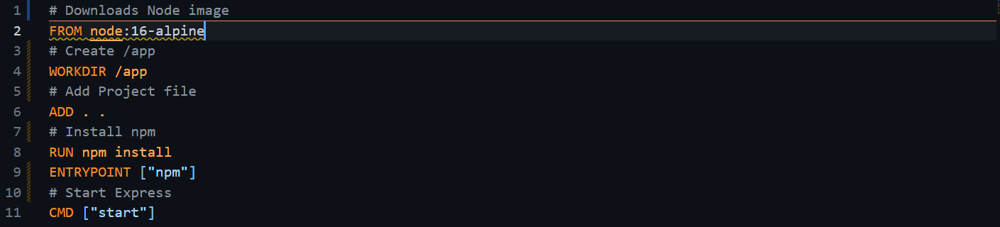 1 # Downloads Node image
2 FROM node:16-alpine
3 # Create /app
4 WORKDIR /app
5 # Add Project file
6 ADD . .
7 # Install npm
8 RUN npm install
9 ENTRYPOINT ["npm"]
10 # Start Express
11 CMD ["start"]